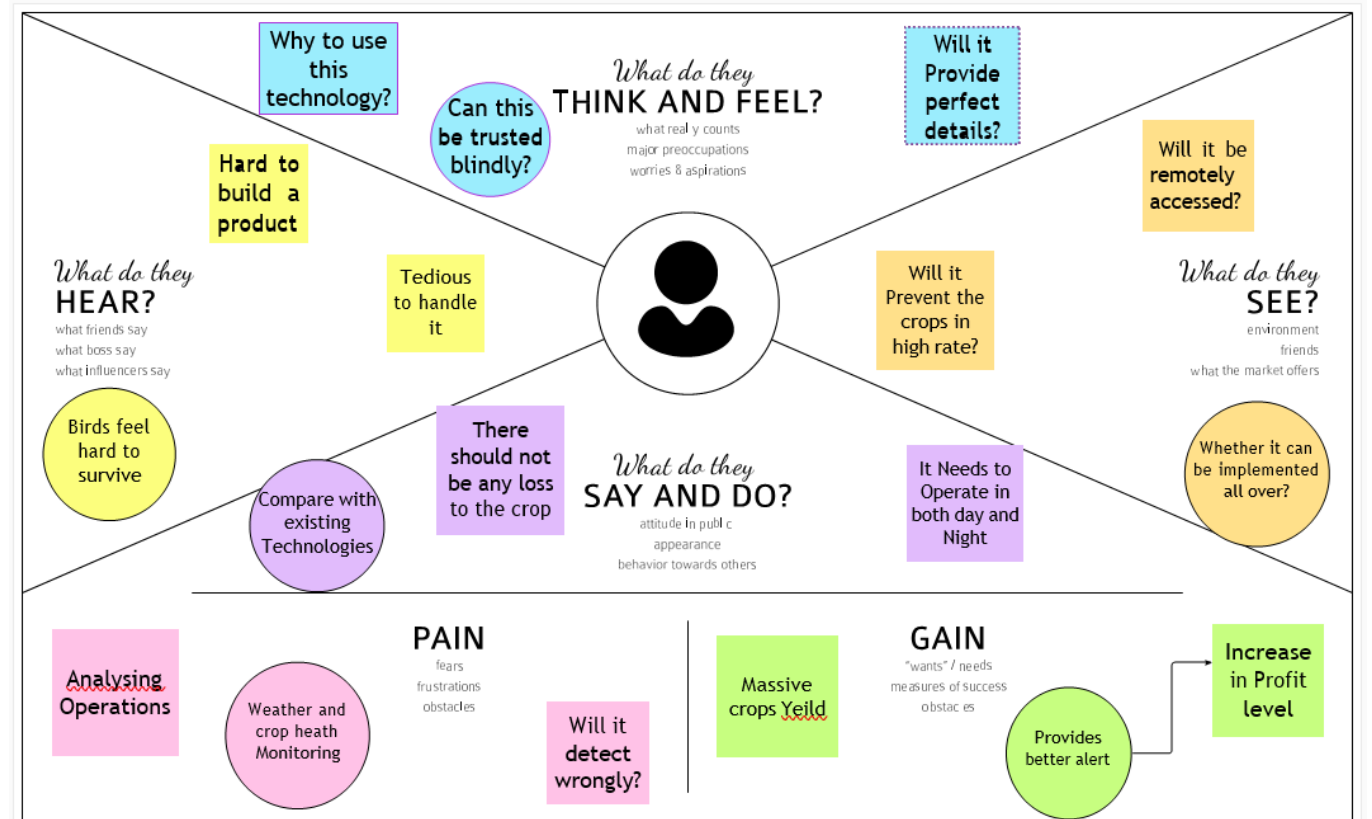 Why to use
this
technology?
Can this
be trusted
blindly?
What do they
THINK AND FEEL?
what real y counts
major preoccupations
worries & aspirations
Will it
Provide
perfect
details?
Hard to
build a
product
Tedious
to handle
it
What do they
HEAR?
what friends say
what boss say
what influencers say
Birds feel
hard to
survive
Will it be
remotely
accessed?
Will it
Prevent the
crops in
high rate?
What do they
SEE?
environment
friends
what the market offers
Whether it can
be implemented
all over?
Compare with
existing
Technologies
There
should not
be any loss
to the crop
What do they
SAY AND DO?
attitude in publ c
appearance
behavior towards others
It Needs to
Operate in
both day and
Night
Analysing
Operations
Weather and
crop heath
Monitoring
PAIN
fears
frustrations
obstacles
Will it
detect
wrongly?
Massive
crops Yeild
GAIN
"wants" / needs
measures of success
obstac es
Provides
better alert
Increase
in Profit
level